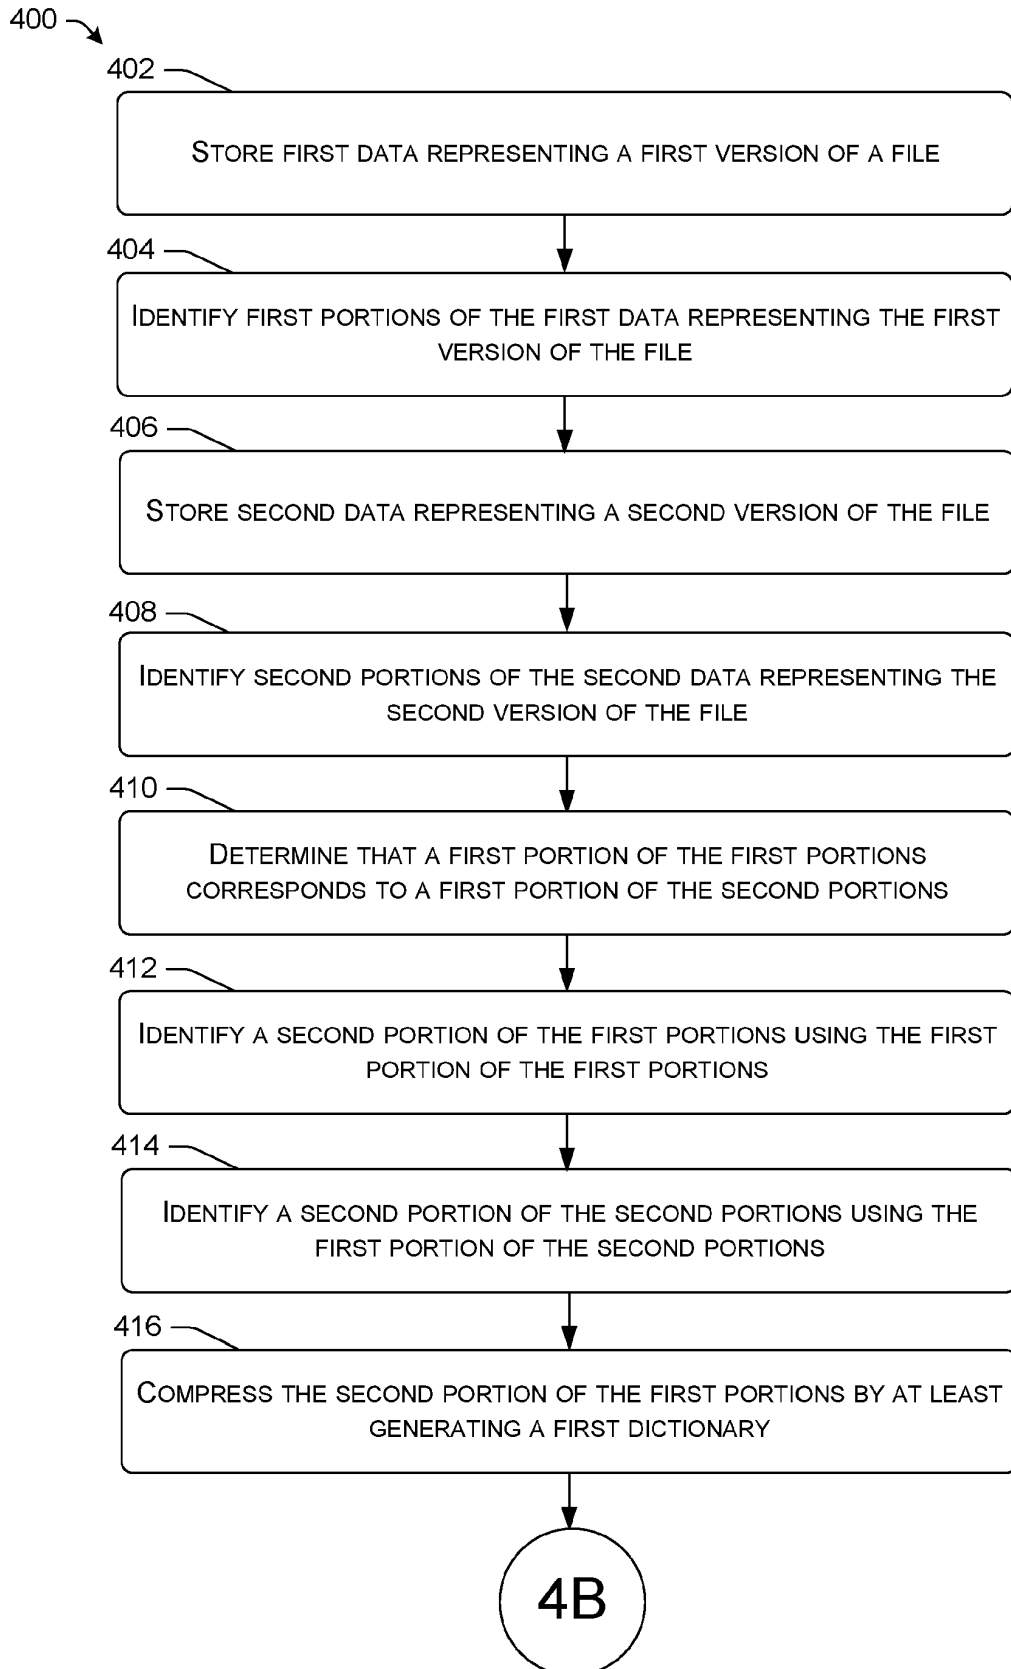 400
402
STORE FIRST DATA REPRESENTING A FIRST VERSION OF A FILE
404
IDENTIFY FIRST PORTIONS OF THE FIRST DATA REPRESENTING THE FIRST
VERSION OF THE FILE
406
STORE SECOND DATA REPRESENTING A SECOND VERSION OF THE FILE
408
IDENTIFY SECOND PORTIONS OF THE SECOND DATA REPRESENTING THE
SECOND VERSION OF THE FILE
410
DETERMINE THAT A FIRST PORTION OF THE FIRST PORTIONS
CORRESPONDS TO A FIRST PORTION OF THE SECOND PORTIONS
412
IDENTIFY A SECOND PORTION OF THE FIRST PORTIONS USING THE FIRST
PORTION OF THE FIRST PORTIONS
414
IDENTIFY A SECOND PORTION OF THE SECOND PORTIONS USING THE
FIRST PORTION OF THE SECOND PORTIONS
416
COMPRESS THE SECOND PORTION OF THE FIRST PORTIONS BY AT LEAST
GENERATING A FIRST DICTIONARY
4B